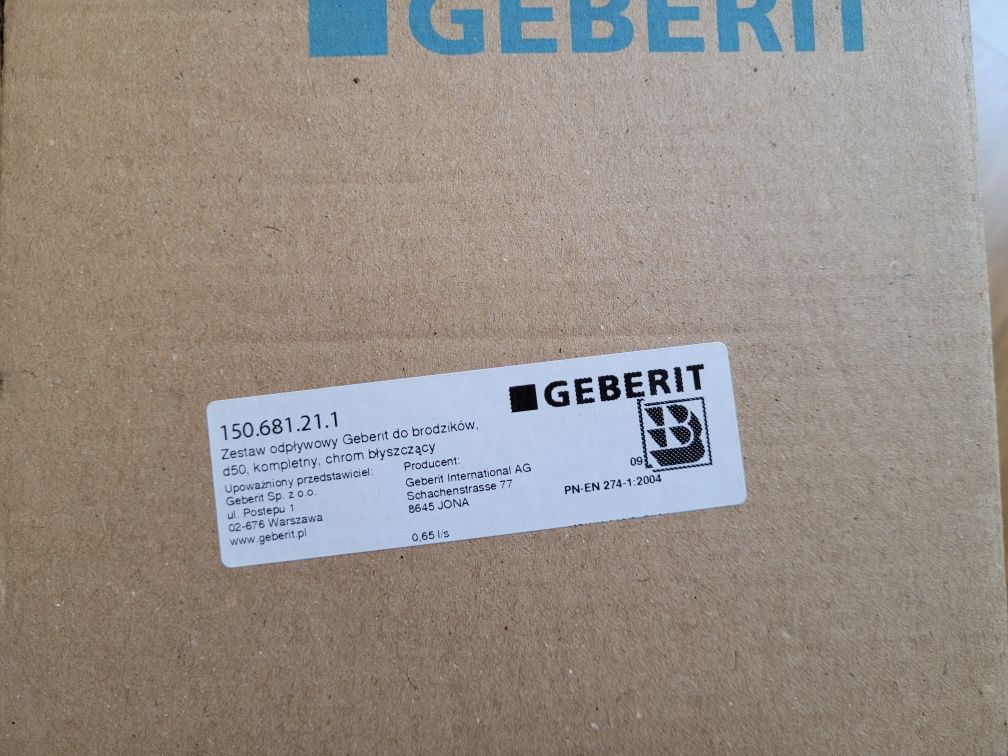 GEBERIT
GEBERIT
150.681.21.1
Zestaw odpływowy Geberit do brodzików,
d50, kompletny, chrom błyszczący
Upoważniony przedstawiciel:
Geberit Sp. z o.o.
ul. Postepu 1
02-676 Warszawa
www.geberit.pl
Producent:
Geberit International AG
Schachenstrasse 77
8645 JONA
0,65 l/s
B
09
PN-EN 274-1:2004